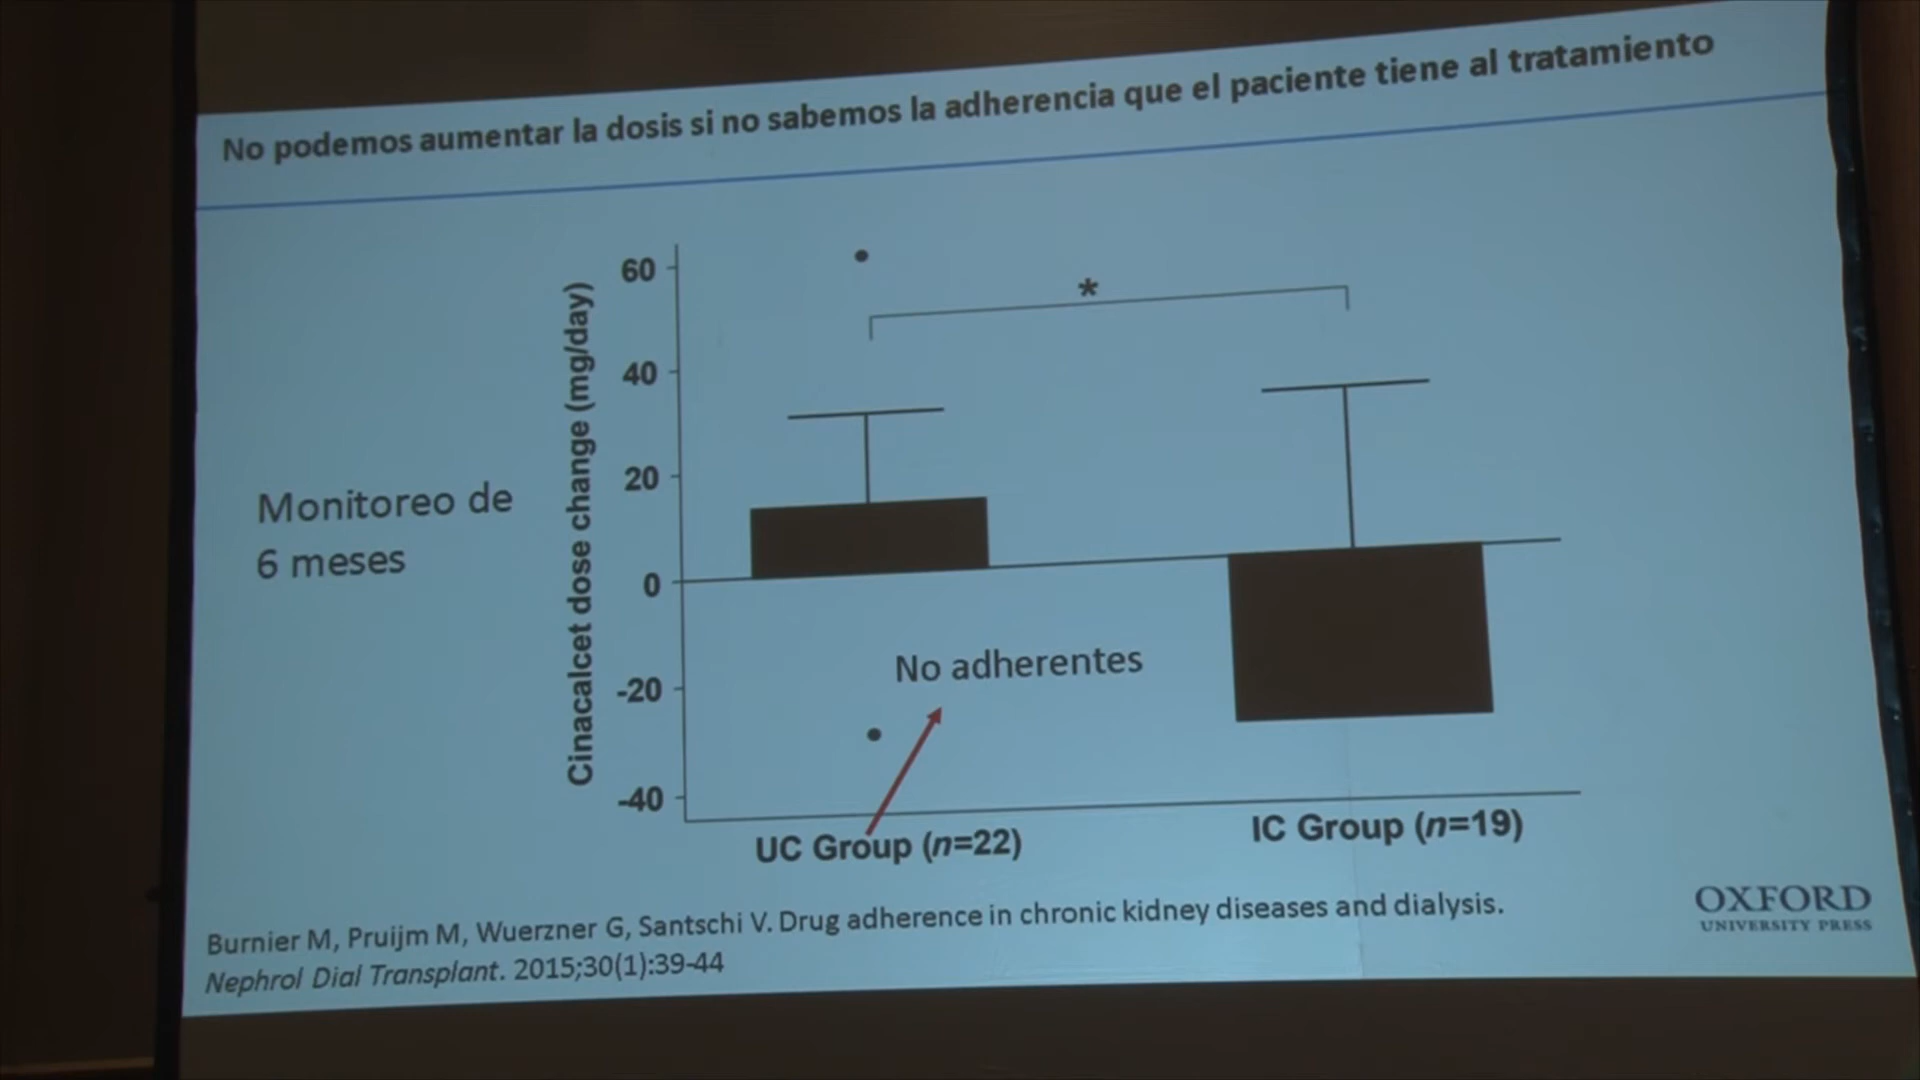 No podemos aumentar la dosis si no sabemos la adherencia que el paciente tiene al tratamiento
Monitoreo de
6 meses
Cinacalcet dose change (mg/day)
60
40
20
0
-20
-40
*
No adherentes
UC Group (n=22)
IC Group (n=19)
Burnier M, Pruijm M, Wuerzner G, Santschi V. Drug adherence in chronic kidney diseases and dialysis.
Nephrol Dial Transplant. 2015;30(1):39-44
OXFORD
UNIVERSITY PRESS